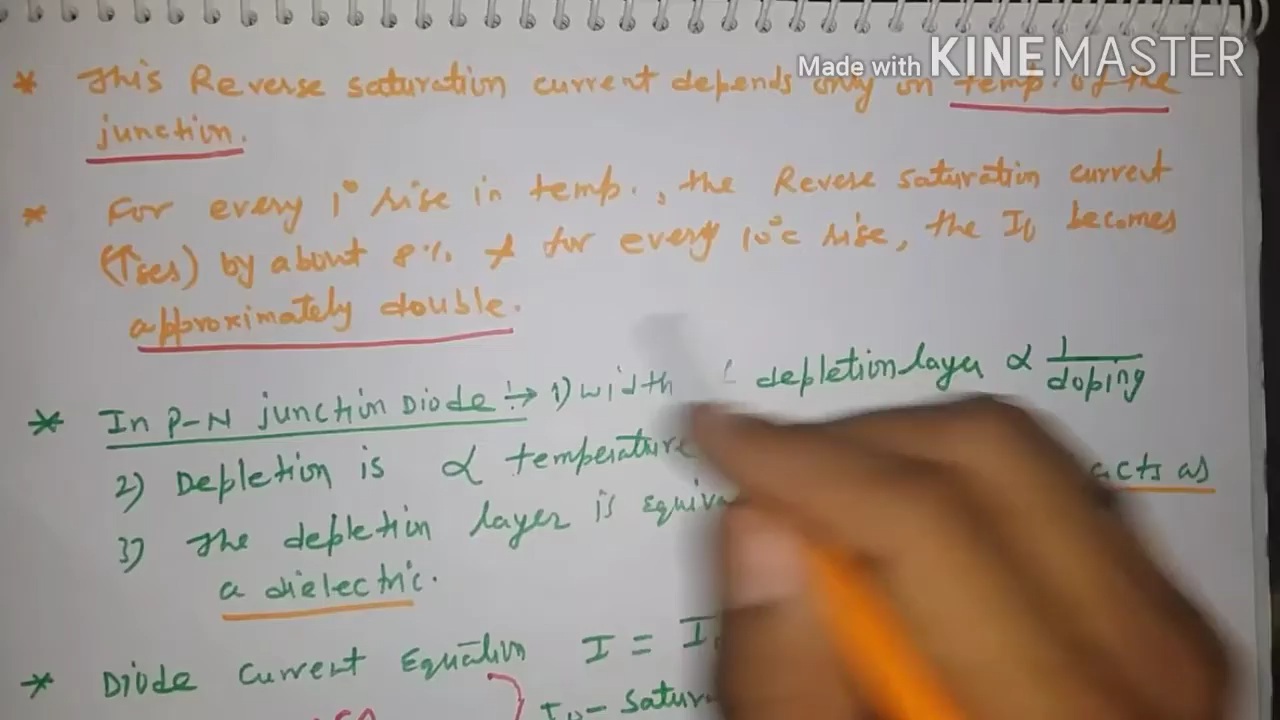 Made with KINEMASTER
* This Reverse saturation current depends only on temp. of the
junction.
* For every 1° rise in temp., the Reverse saturation current
(↑ses) by about 8% & for every 10°c rise, the I0 becomes
approximately double.
* In P-N junction Diode :→ 1) width depletion layer ∝ 1/doping
2) Depletion is ∝ temperature
3) The depletion layer is acts as
a dielectric.
* Diode Current Equation I =